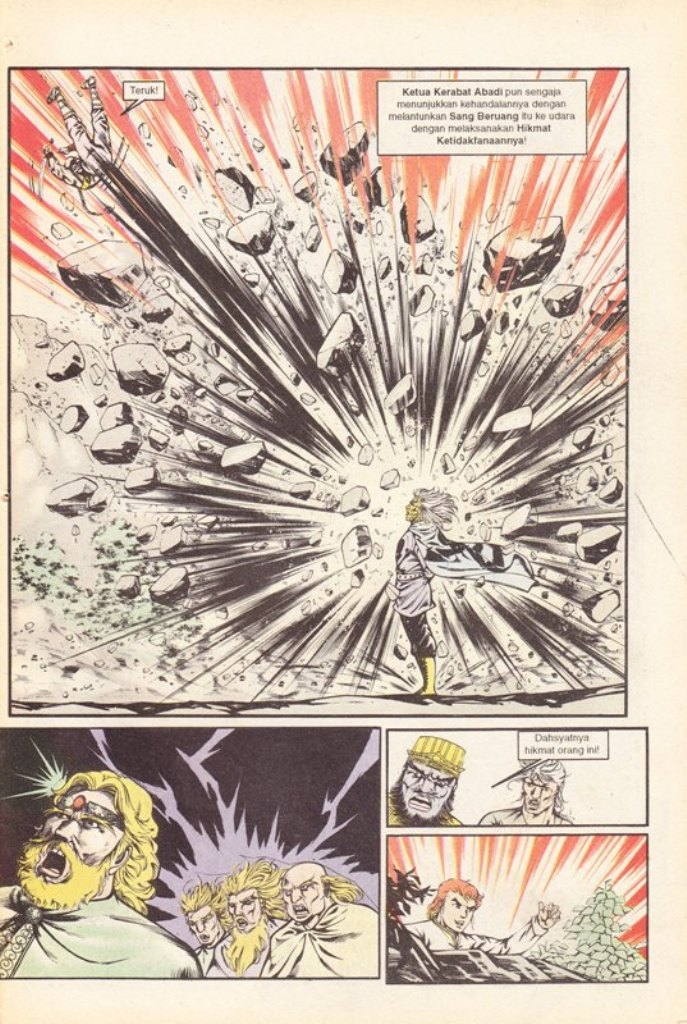 Teruk!
Ketua Kerabat Abadi pun sengaja
menunjukkan kehandalannya dengan
melantunkan Sang Beruang itu ke udara
dengan melaksanakan Hikmat
Ketidakfanaannya!
Dahsyatnya
hikmat orang ini!